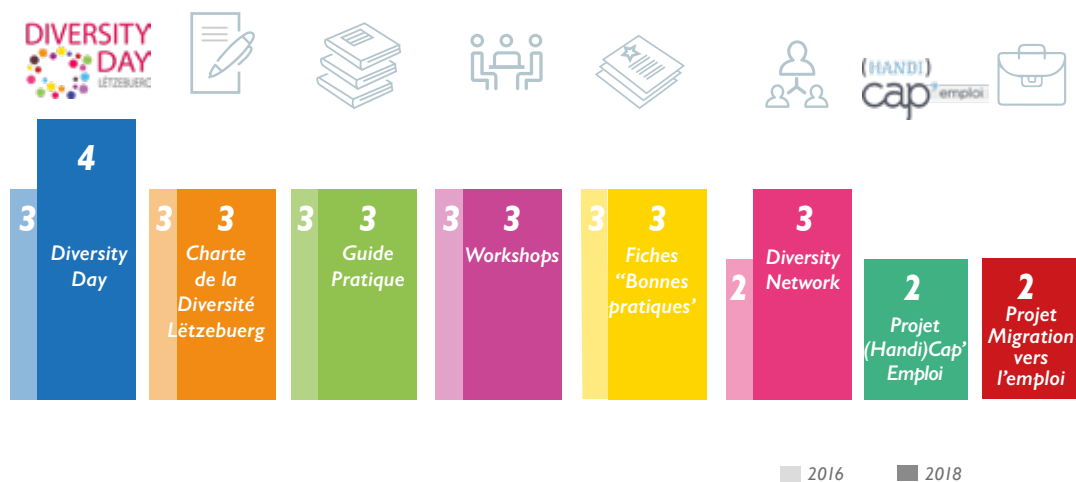 DIVERSITY
DAY
LËTZEBUERG
(HANDI)
cap' emploi
3
4
Diversity
Day
3
3
Charte
de la
Diversité
Lëtzebuerg
3
3
Guide
Pratique
3
3
Workshops
3
3
Fiches
“Bonnes
pratiques’
2
3
Diversity
Network
2
Projet
(Handi)Cap’
Emploi
2
Projet
Migration
vers
l’emploi
2016
2018